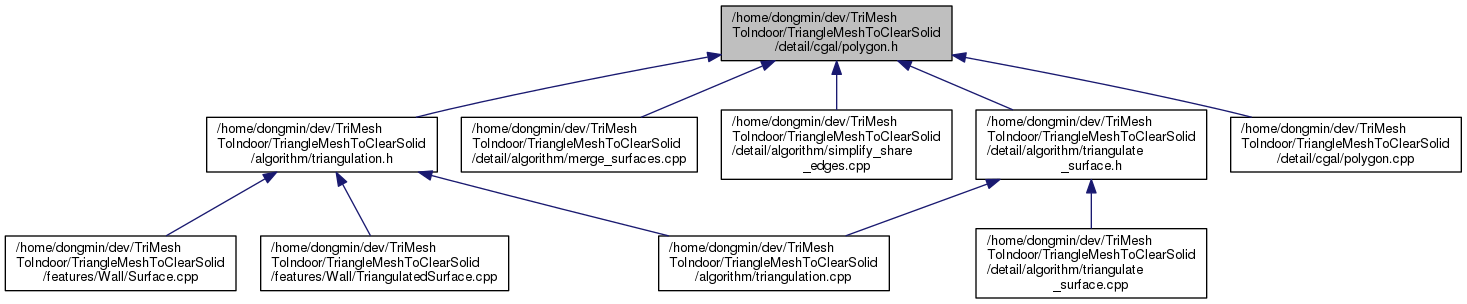 /home/dongmin/dev/TriMesh
ToIndoor/TriangleMeshToClearSolid
/detail/cgal/polygon.h
/home/dongmin/dev/TriMesh
ToIndoor/TriangleMeshToClearSolid
/algorithm/triangulation.h
/home/dongmin/dev/TriMesh
ToIndoor/TriangleMeshToClearSolid
/detail/algorithm/merge_surfaces.cpp
/home/dongmin/dev/TriMesh
ToIndoor/TriangleMeshToClearSolid
/detail/algorithm/simplify_share
_edges.cpp
/home/dongmin/dev/TriMesh
ToIndoor/TriangleMeshToClearSolid
/detail/algorithm/triangulate
_surface.h
/home/dongmin/dev/TriMesh
ToIndoor/TriangleMeshToClearSolid
/detail/cgal/polygon.cpp
/home/dongmin/dev/TriMesh
ToIndoor/TriangleMeshToClearSolid
/features/Wall/Surface.cpp
/home/dongmin/dev/TriMesh
ToIndoor/TriangleMeshToClearSolid
/features/Wall/TriangulatedSurface.cpp
/home/dongmin/dev/TriMesh
ToIndoor/TriangleMeshToClearSolid
/algorithm/triangulation.cpp
/home/dongmin/dev/TriMesh
ToIndoor/TriangleMeshToClearSolid
/detail/algorithm/triangulate
_surface.cpp